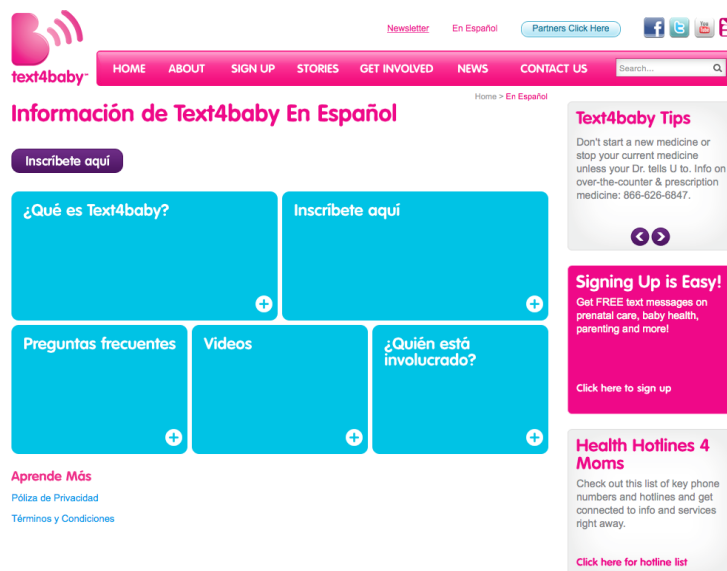 Newsletter
En Español
Partners Click Here
text4baby
HOME ABOUT SIGN UP STORIES GET INVOLVED NEWS CONTACT US
Search...
Home > En Español
Información de Text4baby En Español
Inscríbete aquí
¿Qué es Text4baby?
Inscríbete aquí
Preguntas frecuentes
Videos
¿Quién está
involucrado?
Aprende Más
Póliza de Privacidad
Términos y Condiciones
Text4baby Tips
Don't start a new medicine or
stop your current medicine
unless your Dr. tells U to. Info on
over-the-counter & prescription
medicine: 866-626-6847.
Signing Up is Easy!
Get FREE text messages on
prenatal care, baby health,
parenting and more!
Click here to sign up
Health Hotlines 4
Moms
Check out this list of key phone
numbers and hotlines and get
connected to info and services
right away.
Click here for hotline list